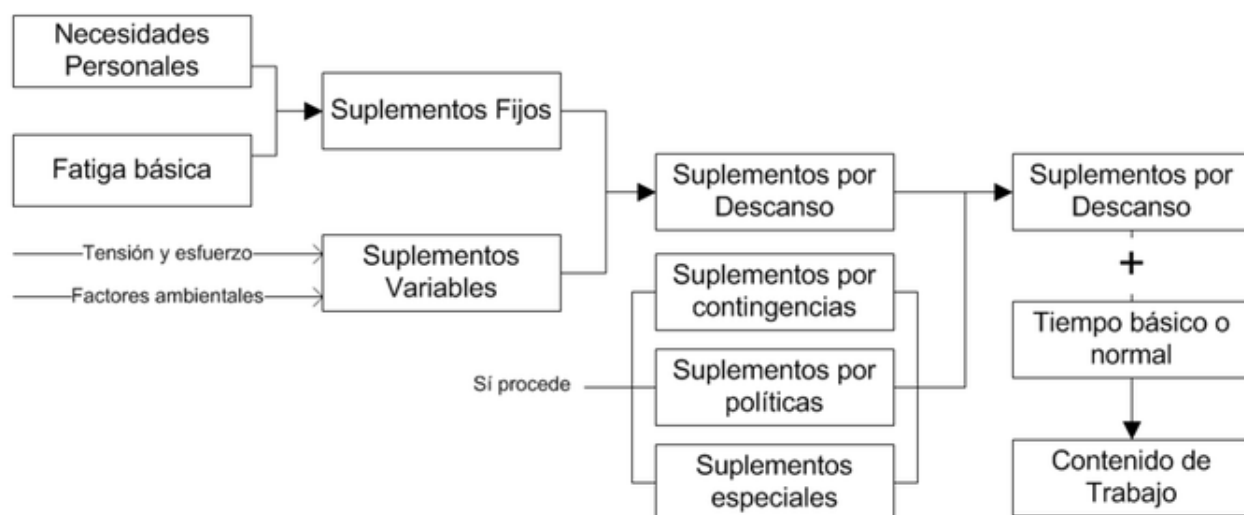 Necesidades
Personales
Fatiga básica
Tensión y esfuerzo
Factores ambientales
Suplementos Fijos
Suplementos
Variables
Suplementos por
Descanso
Suplementos por
contingencias
Sí procede
Suplementos por
políticas
Suplementos
especiales
Suplementos por
Descanso
+
Tiempo básico o
normal
Contenido de
Trabajo